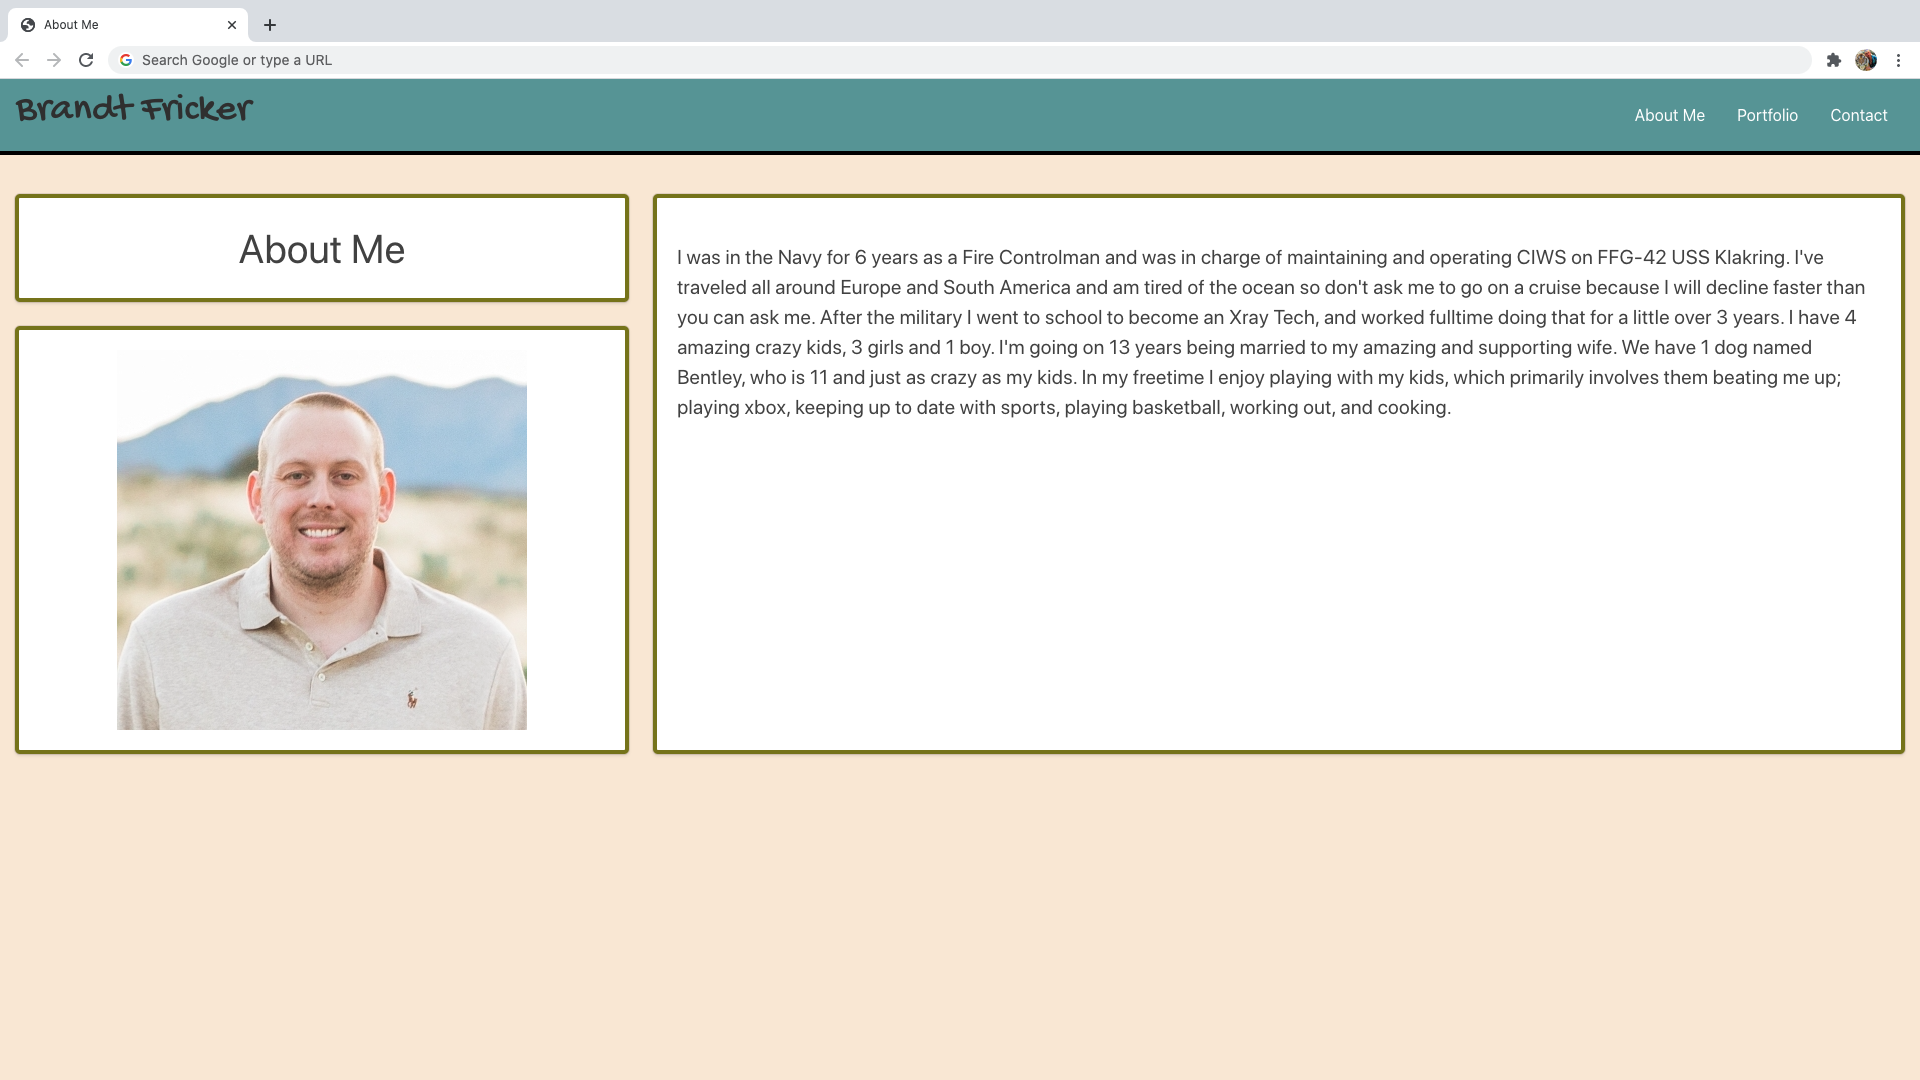 About Me
Search Google or type a URL
Brandt Fricker
About Me
Portfolio
Contact
About Me
I was in the Navy for 6 years as a Fire Controlman and was in charge of maintaining and operating CIWS on FFG-42 USS Klakring. I've
traveled all around Europe and South America and am tired of the ocean so don't ask me to go on a cruise because I will decline faster than
you can ask me. After the military I went to school to become an Xray Tech, and worked fulltime doing that for a little over 3 years. I have 4
amazing crazy kids, 3 girls and 1 boy. I'm going on 13 years being married to my amazing and supporting wife. We have 1 dog named
Bentley, who is 11 and just as crazy as my kids. In my freetime I enjoy playing with my kids, which primarily involves them beating me up;
playing xbox, keeping up to date with sports, playing basketball, working out, and cooking.